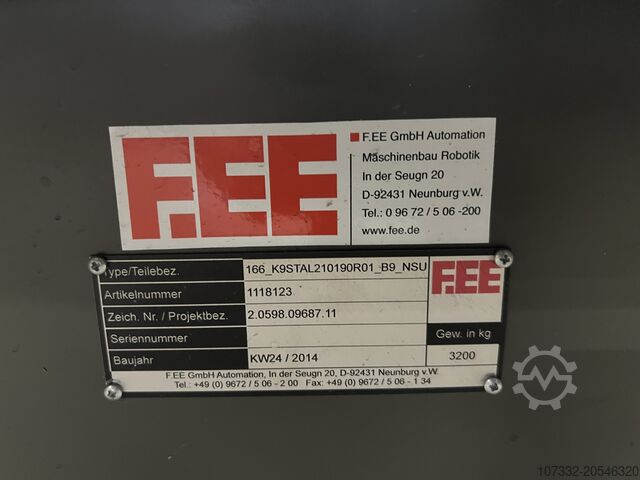 F.EE
F.EE GmbH Automation
Maschinenbau Robotik
In der Seugn 20
D-92431 Neunburg v.W.
Tel.: 0 96 72 / 5 06 -200
www.fee.de
Type/Teilebez. 166_K9STAL210190R01_B9_NSU
F.EE
Artikelnummer 1118123
Zeich. Nr. / Projektbez. 2.0598.09687.11
Seriennummer
Gew. in kg
Baujahr KW24 / 2014
3200
F.EE GmbH Automation, In der Seugn 20, D-92431 Neunburg v.W.
Tel.: +49 (0) 9672 / 5 06 - 2 00 Fax: +49 (0) 9672 / 5 06 - 1 34
107332-20546320